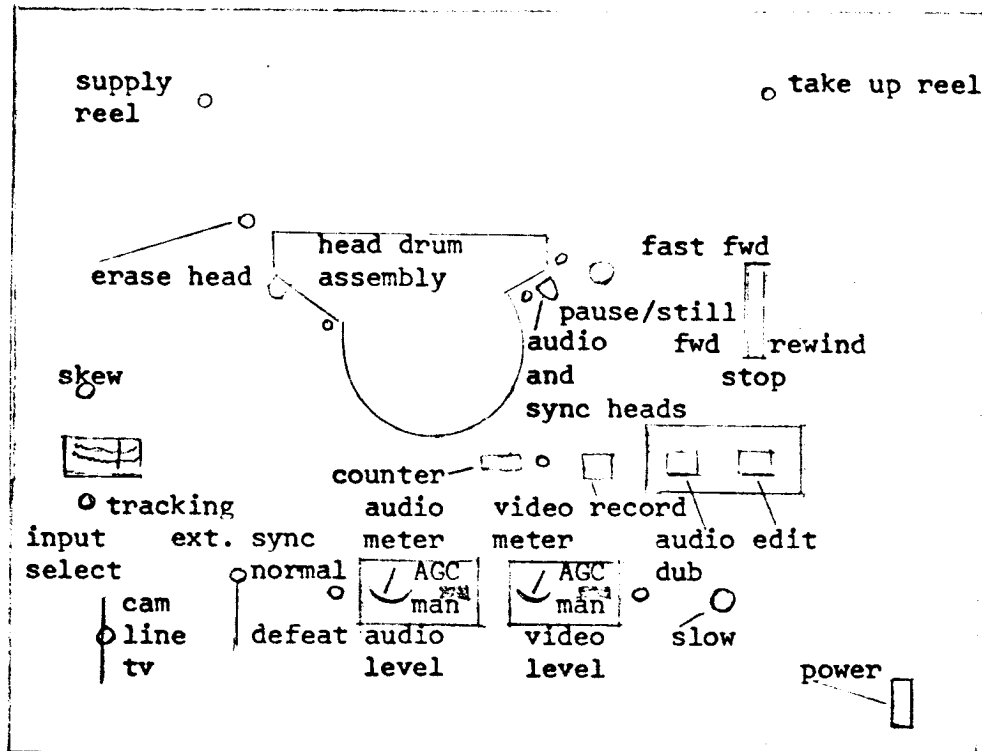 supply
reel
take up reel
head drum
assembly
fast fwd
erase head
pause/still
audio
and
sync heads
fwd rewind
stop
skew
counter
tracking
audio
meter
video record
meter
audio edit
dub
input
select
ext. sync
normal
defeat
AGC
man
AGC
man
cam
line
tv
audio
level
video
level
slow
power